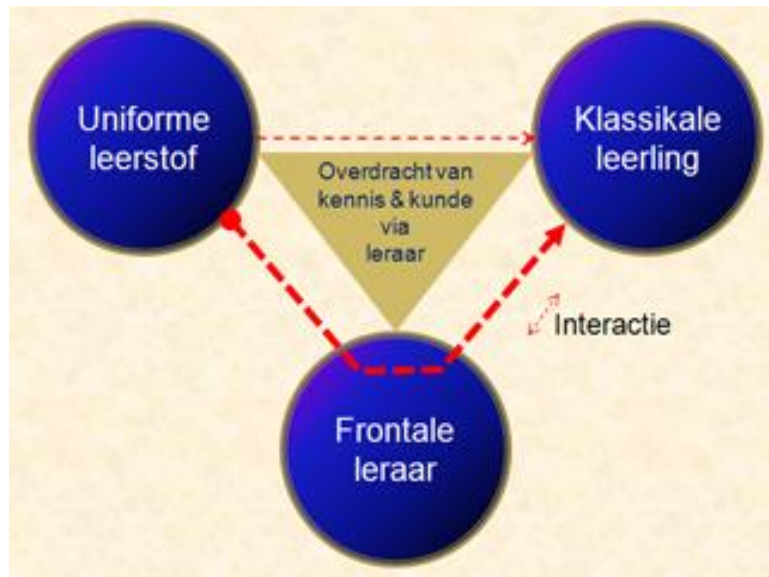 Uniforme
leerstof
Klassikale
leerling
Overdracht van
kennis & kunde
via
leraar
Interactie
Frontale
leraar